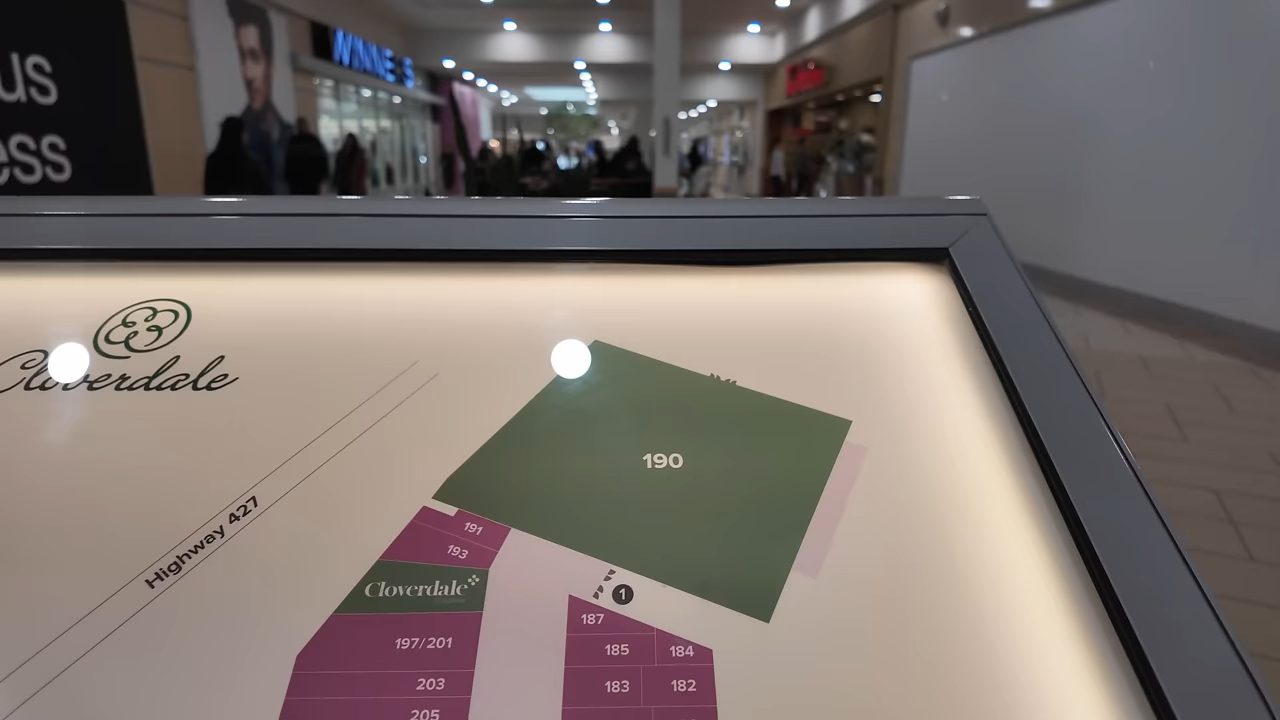 us
ess
WINNERS
Cloverdale
Highway 427
190
191
193
Cloverdale
197/201
203
205
1
187
185
184
183
182